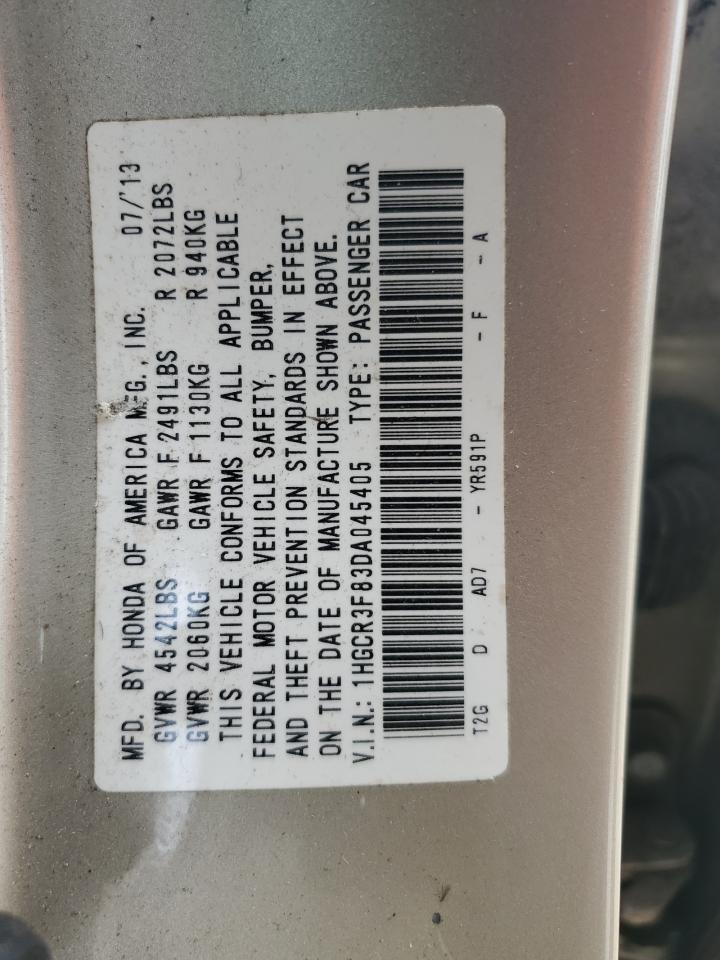 MFD. BY HONDA OF AMERICA MFG., INC. 07/'13
GVWR 4542LBS GAWR F 2491LBS R 2072LBS
GVWR 2060KG GAWR F 1130KG R 940KG
THIS VEHICLE CONFORMS TO ALL APPLICABLE
FEDERAL MOTOR VEHICLE SAFETY, BUMPER,
AND THEFT PREVENTION STANDARDS IN EFFECT
ON THE DATE OF MANUFACTURE SHOWN ABOVE.
V.I.N.: 1HGCR3F83DA045405 TYPE: PASSENGER CAR
T2G D AD7 - YR591P - F - A